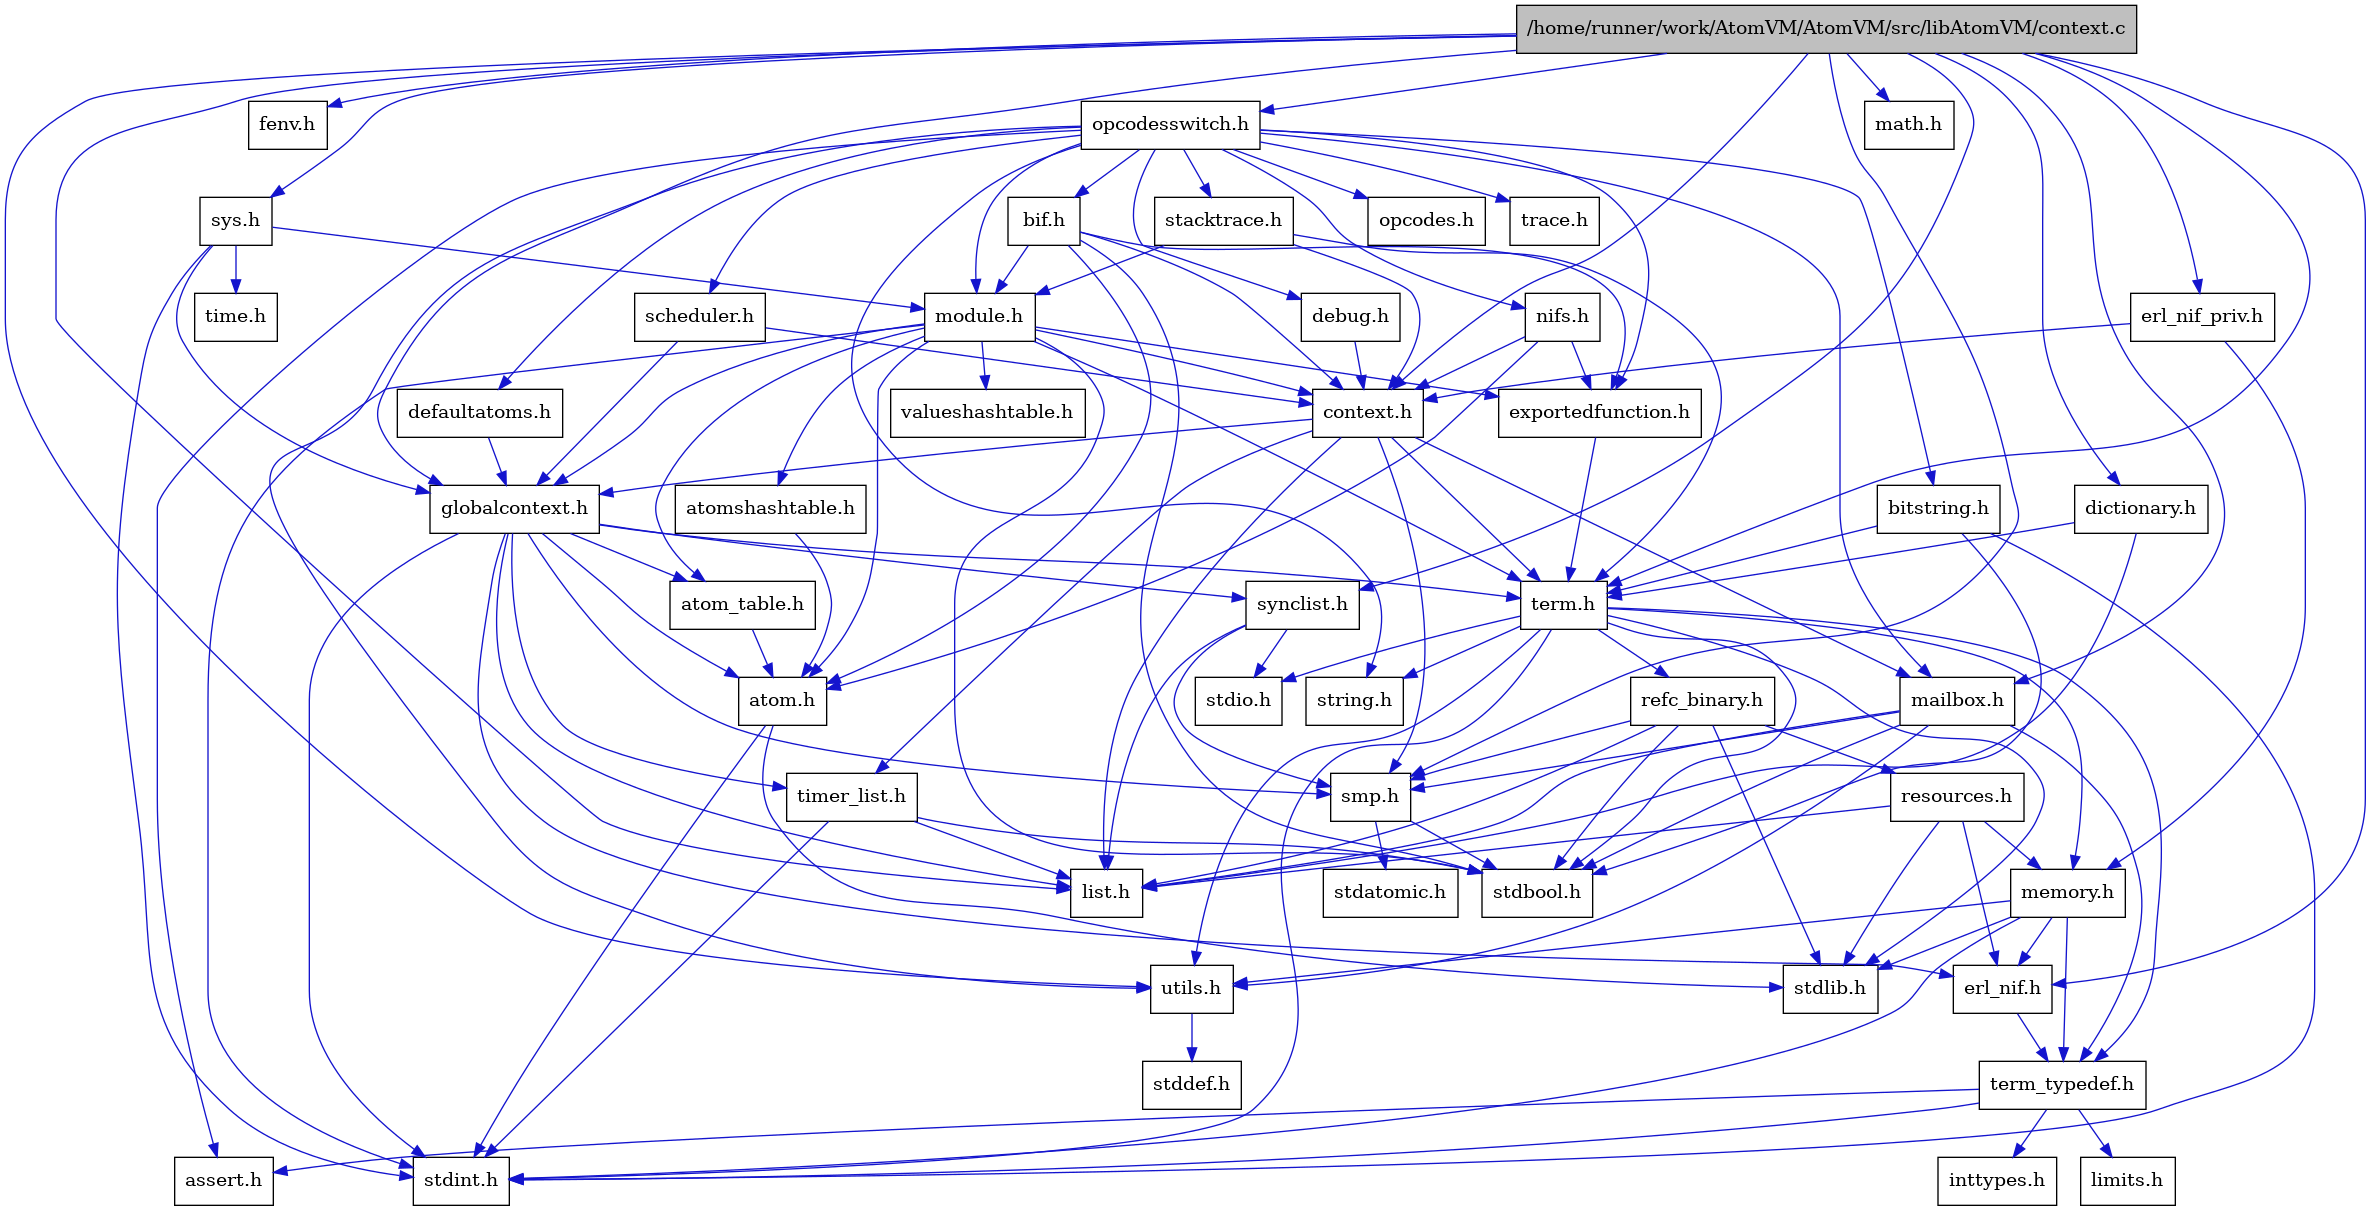 /home/runner/work/AtomVM/AtomVM/src/libAtomVM/context.c
fenv.h
opcodesswitch.h
math.h
sys.h
bif.h
stacktrace.h
opcodes.h
trace.h
time.h
scheduler.h
module.h
debug.h
nifs.h
erl_nif_priv.h
defaultatoms.h
valueshashtable.h
context.h
exportedfunction.h
globalcontext.h
atomshashtable.h
bitstring.h
dictionary.h
atom_table.h
synclist.h
term.h
atom.h
stdio.h
string.h
refc_binary.h
mailbox.h
timer_list.h
smp.h
resources.h
list.h
stdatomic.h
stdbool.h
memory.h
utils.h
stdlib.h
erl_nif.h
stddef.h
term_typedef.h
assert.h
stdint.h
inttypes.h
limits.h